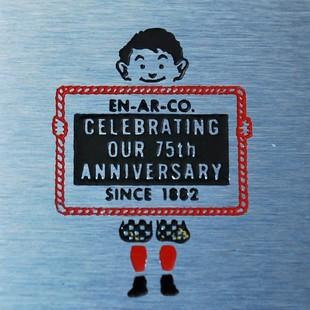 EN-AR-CO.
CELEBRATING
OUR 75th
ANNIVERSARY
SINCE 1882